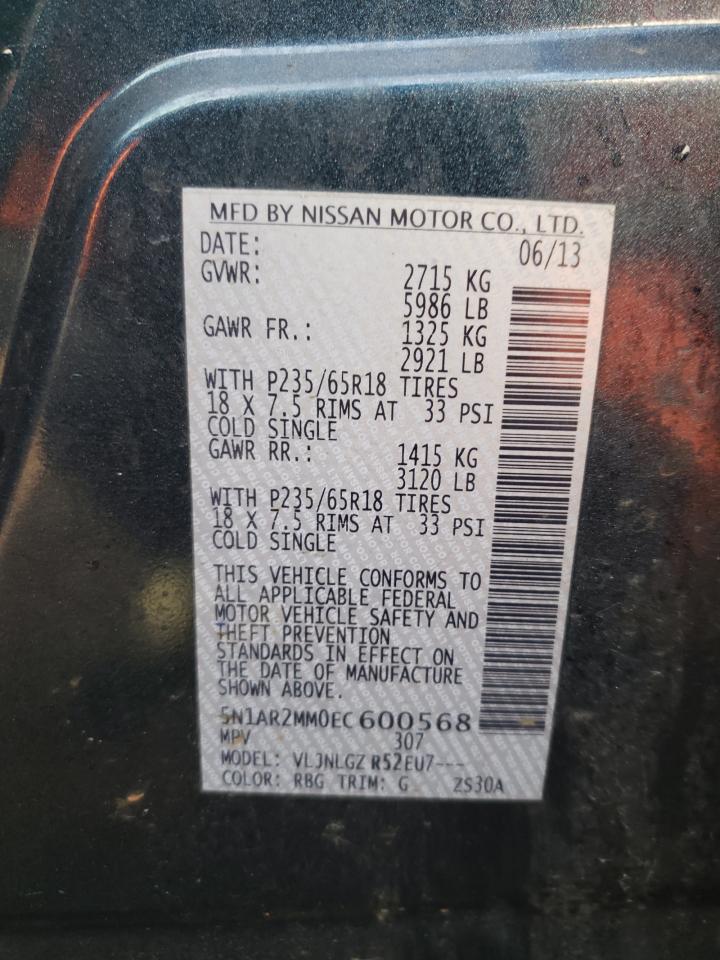 MFD BY NISSAN MOTOR CO., LTD.
DATE: 06/13
GVWR: 2715 KG
5986 LB
GAWR FR.: 1325 KG
2921 LB
WITH P235/65R18 TIRES
18 X 7.5 RIMS AT 33 PSI
COLD SINGLE
GAWR RR.: 1415 KG
3120 LB
WITH P235/65R18 TIRES
18 X 7.5 RIMS AT 33 PSI
COLD SINGLE
THIS VEHICLE CONFORMS TO
ALL APPLICABLE FEDERAL
MOTOR VEHICLE SAFETY AND
THEFT PREVENTION
STANDARDS IN EFFECT ON
THE DATE OF MANUFACTURE
SHOWN ABOVE.
5N1AR2MM0EC600568
MPV 307
MODEL: VLJNLGZ R52EU7---
COLOR: RBG TRIM: G ZS30A